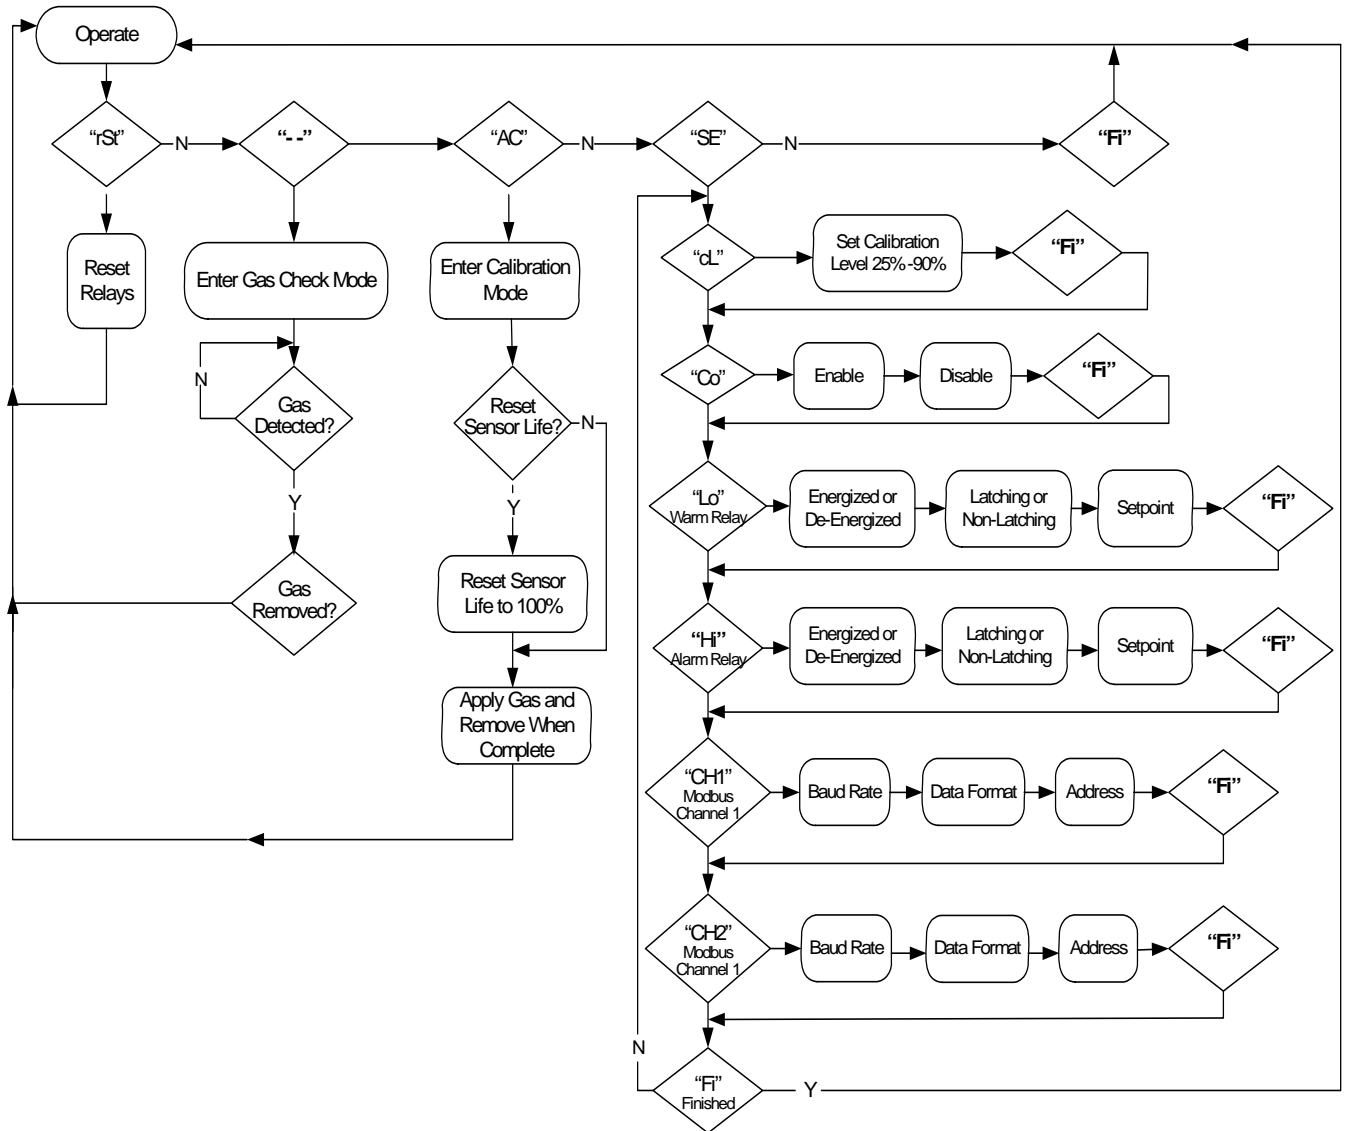 Operate
"rSt"
N
"- -"
"AC"
N
"SE"
N
"Fi"
Reset
Relays
Enter Gas Check Mode
Enter Calibration
Mode
"cL"
Set Calibration
Level 25% -90%
"Fi"
N
Gas
Detected?
Y
Gas
Removed?
Reset
Sensor Life?
N
Y
Reset Sensor
Life to 100%
Apply Gas and
Remove When
Complete
"Co"
Enable
Disable
"Fi"
"Lo"
Warm Relay
Energized or
De-Energized
Latching or
Non-Latching
Setpoint
"Fi"
"Hi"
Alarm Relay
Energized or
De-Energized
Latching or
Non-Latching
Setpoint
"Fi"
"CH1"
Modbus
Channel 1
Baud Rate
Data Format
Address
"Fi"
"CH2"
Modbus
Channel 1
Baud Rate
Data Format
Address
"Fi"
N
"Fi"
Finished
Y